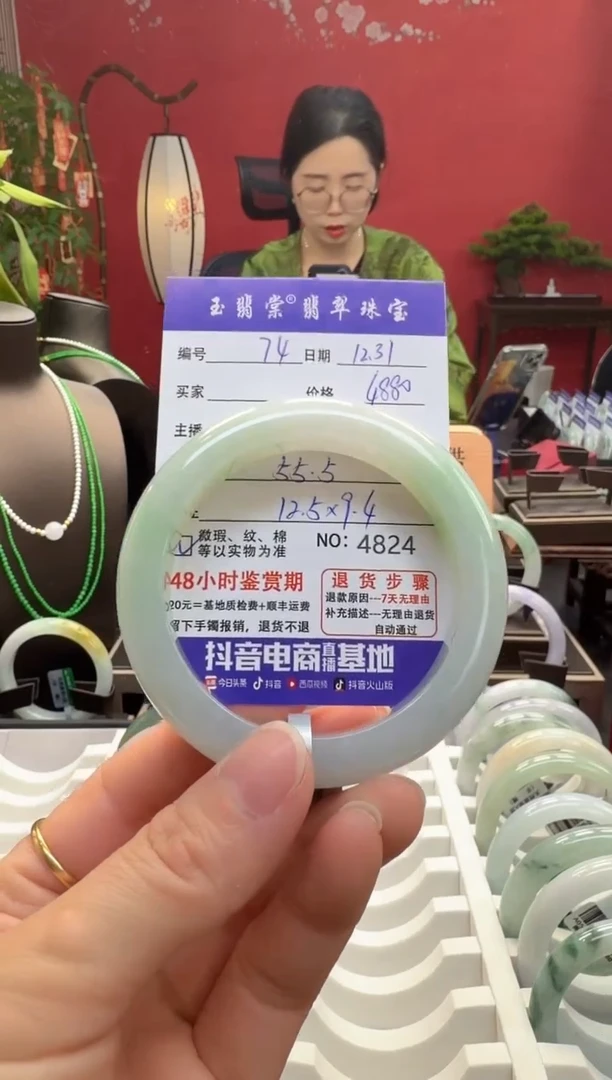 玉翡棠®翡翠珠宝
编号 74 日期 12.31
买家 价格 4880
主播
55.5
12.5×9.4
微瑕、纹、棉
等以实物为准
NO: 4824
48小时鉴赏期
20元=基地质检费+顺丰运费
留下手镯报销，退货不退
退货步骤
退款原因---7天无理由
补充描述---无理由退货
自动通过
抖音电商直播基地
今日头条 抖音 西瓜视频 抖音火山版